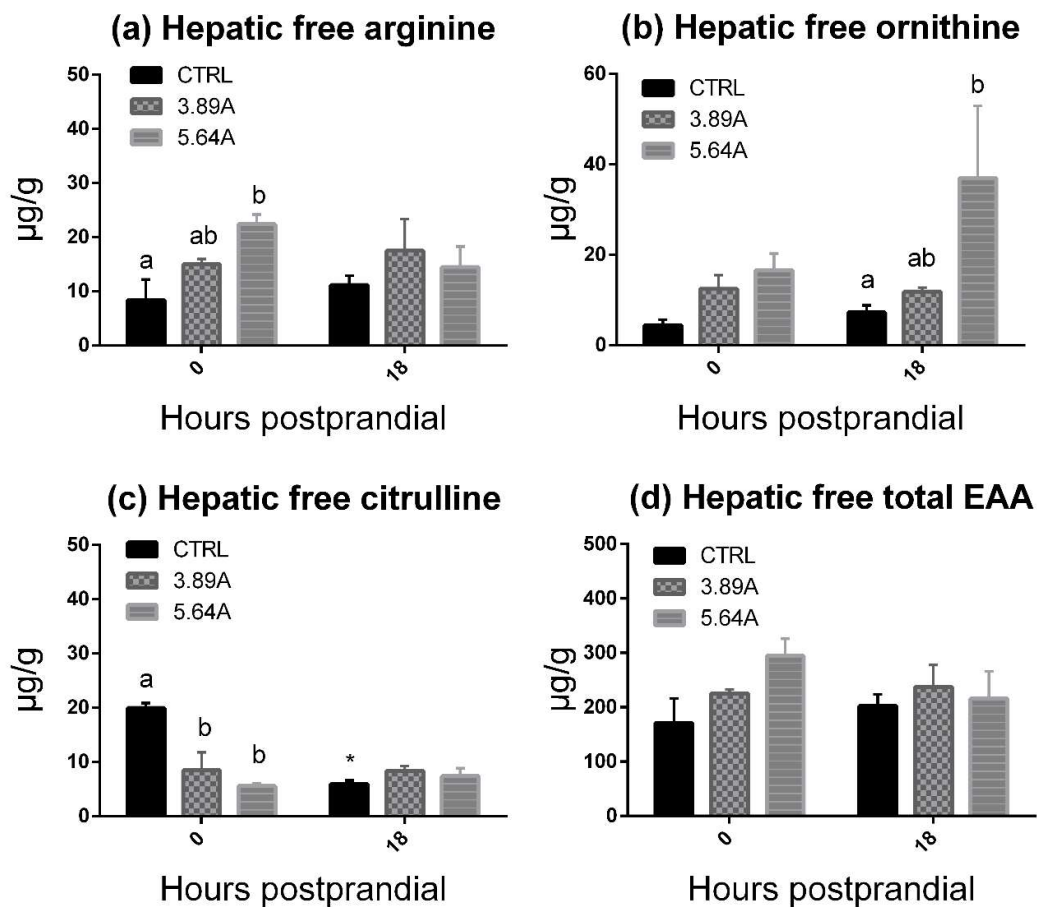 (a) Hepatic free arginine
CTRL
3.89A
5.64A
50
40
30
20
10
0
µg/g
a
ab
b
0
18
Hours postprandial
(b) Hepatic free ornithine
CTRL
3.89A
5.64A
60
40
20
0
µg/g
a
ab
b
0
18
Hours postprandial
(c) Hepatic free citrulline
CTRL
3.89A
5.64A
50
40
30
20
10
0
µg/g
a
b
b
*
0
18
Hours postprandial
(d) Hepatic free total EAA
CTRL
3.89A
5.64A
500
400
300
200
100
0
µg/g
0
18
Hours postprandial